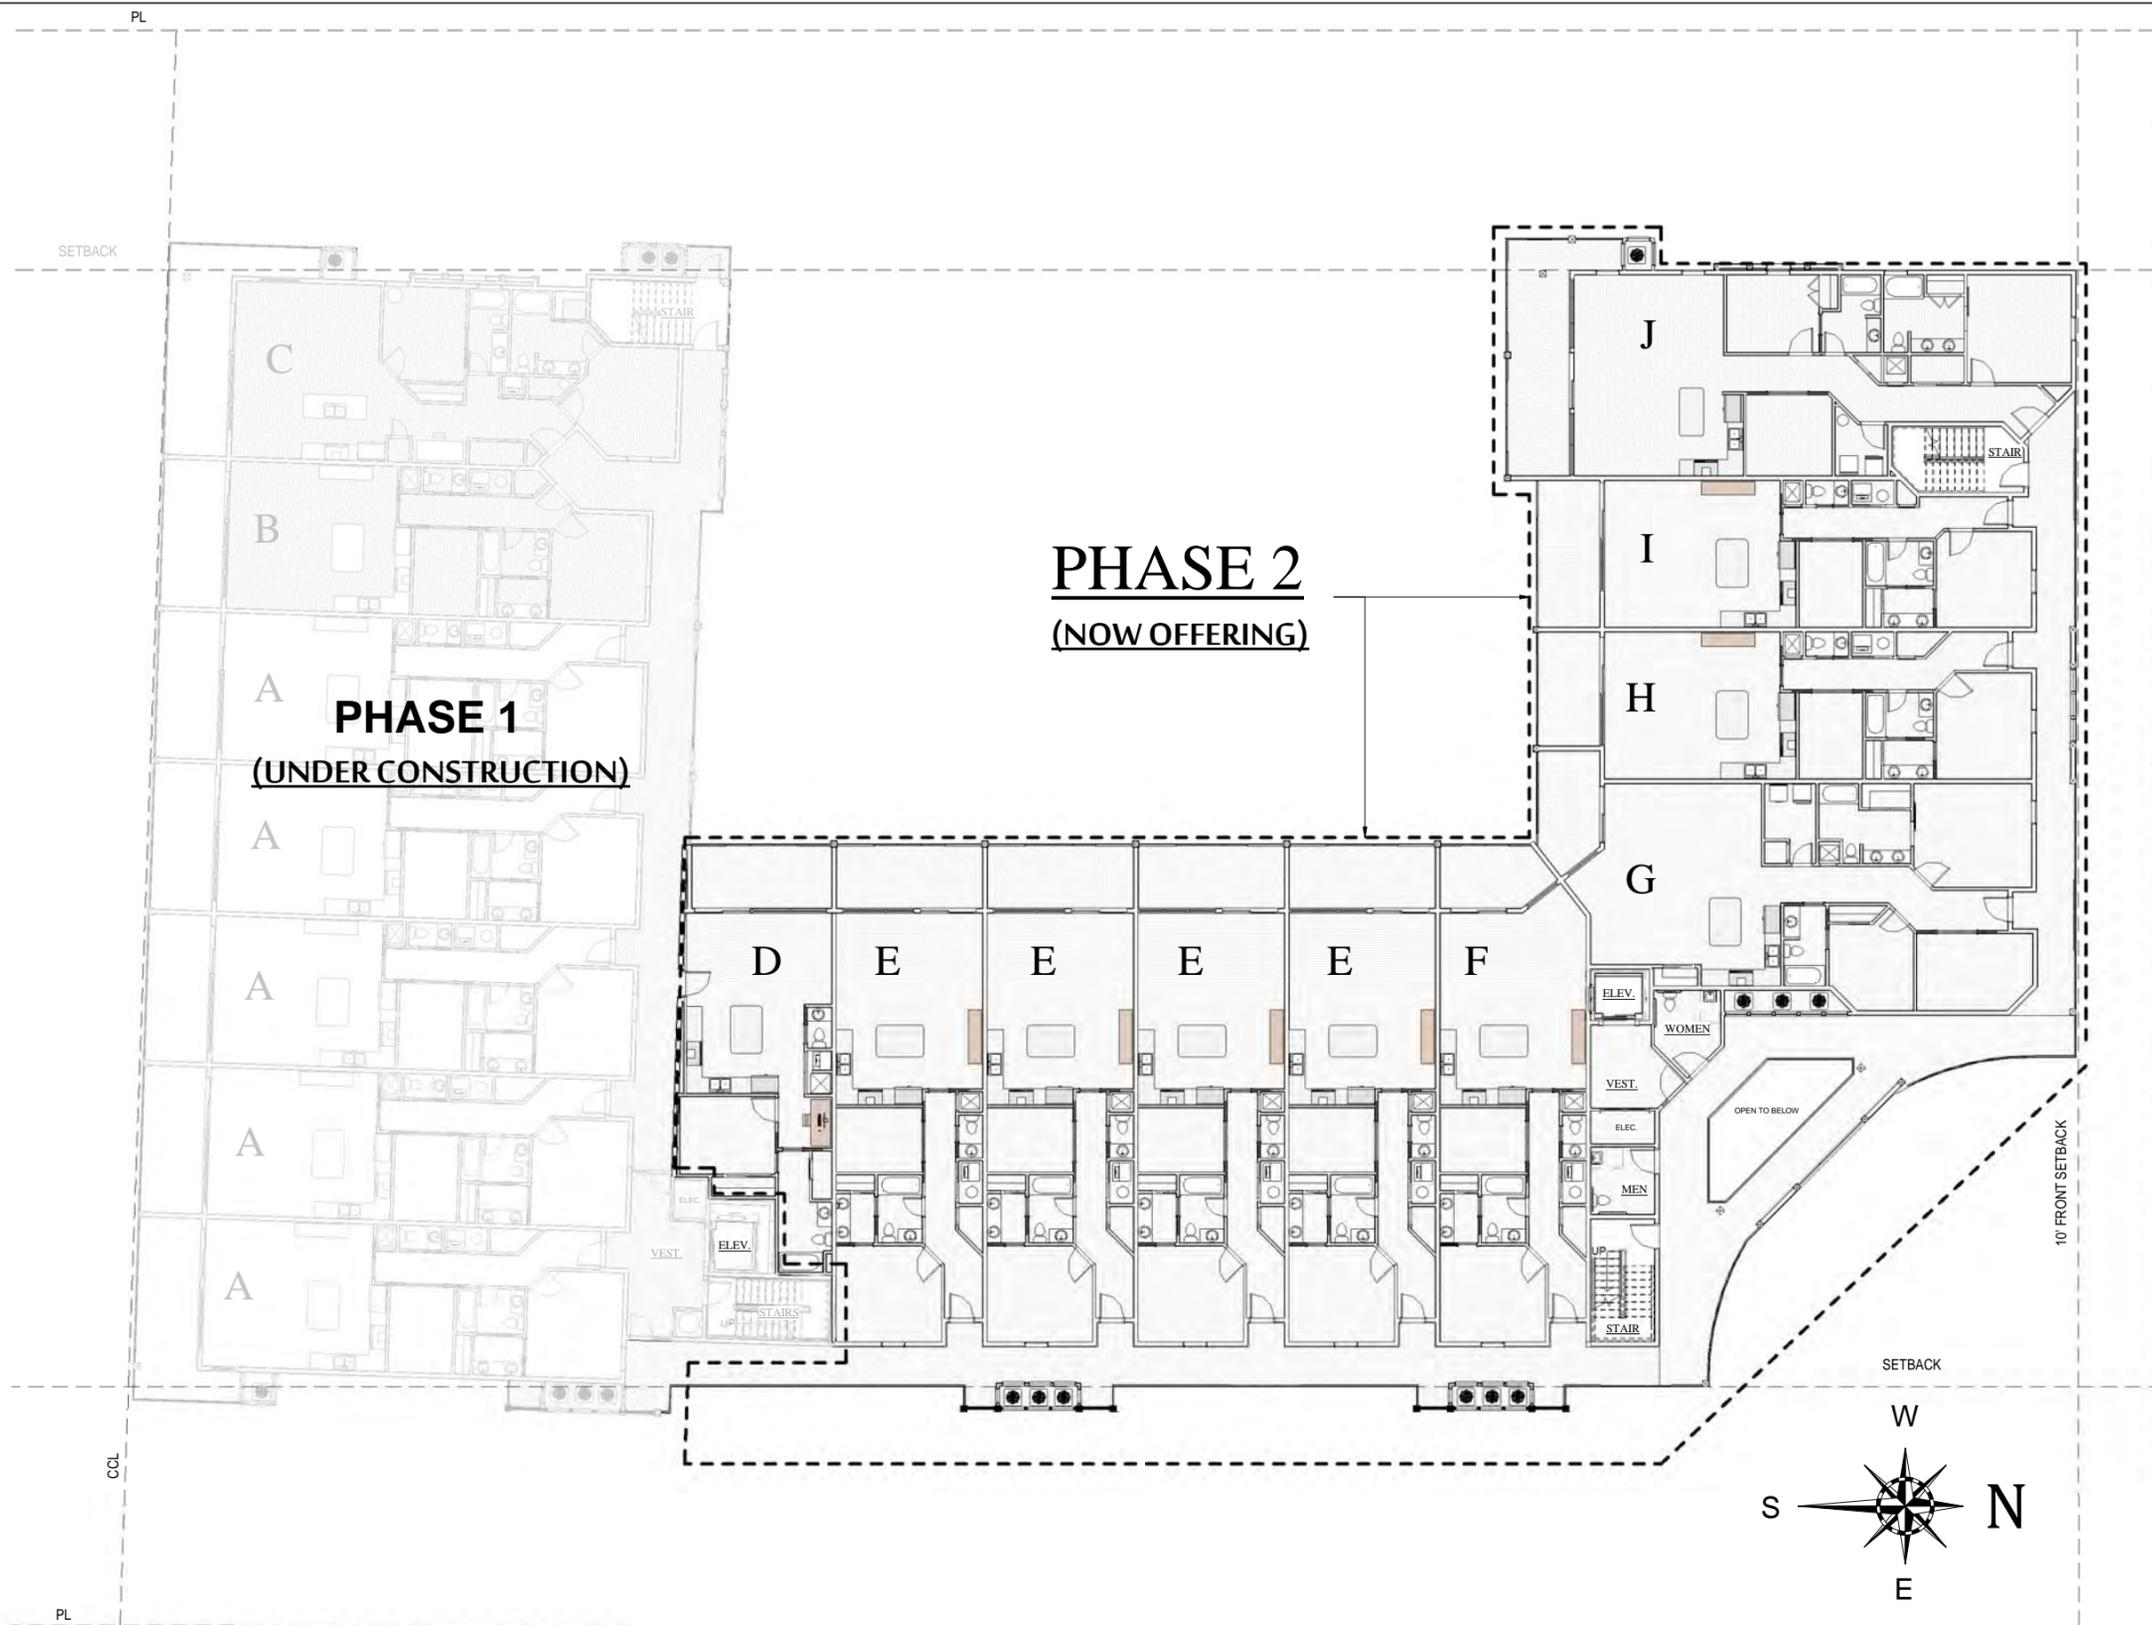 PL
SETBACK
STAIR
C
J
STAIR
B
I
PHASE 2
(NOW OFFERING)
A
H
PHASE 1
(UNDER CONSTRUCTION)
A
G
D
E
E
E
E
F
A
ELEV.
WOMEN
VEST.
OPEN TO BELOW
ELEC.
A
MEN
ELEC.
ELEV.
VEST.
A
STAIRS
UP
UP
STAIR
10' FRONT SETBACK
SETBACK
W
S
N
E
CCL
PL